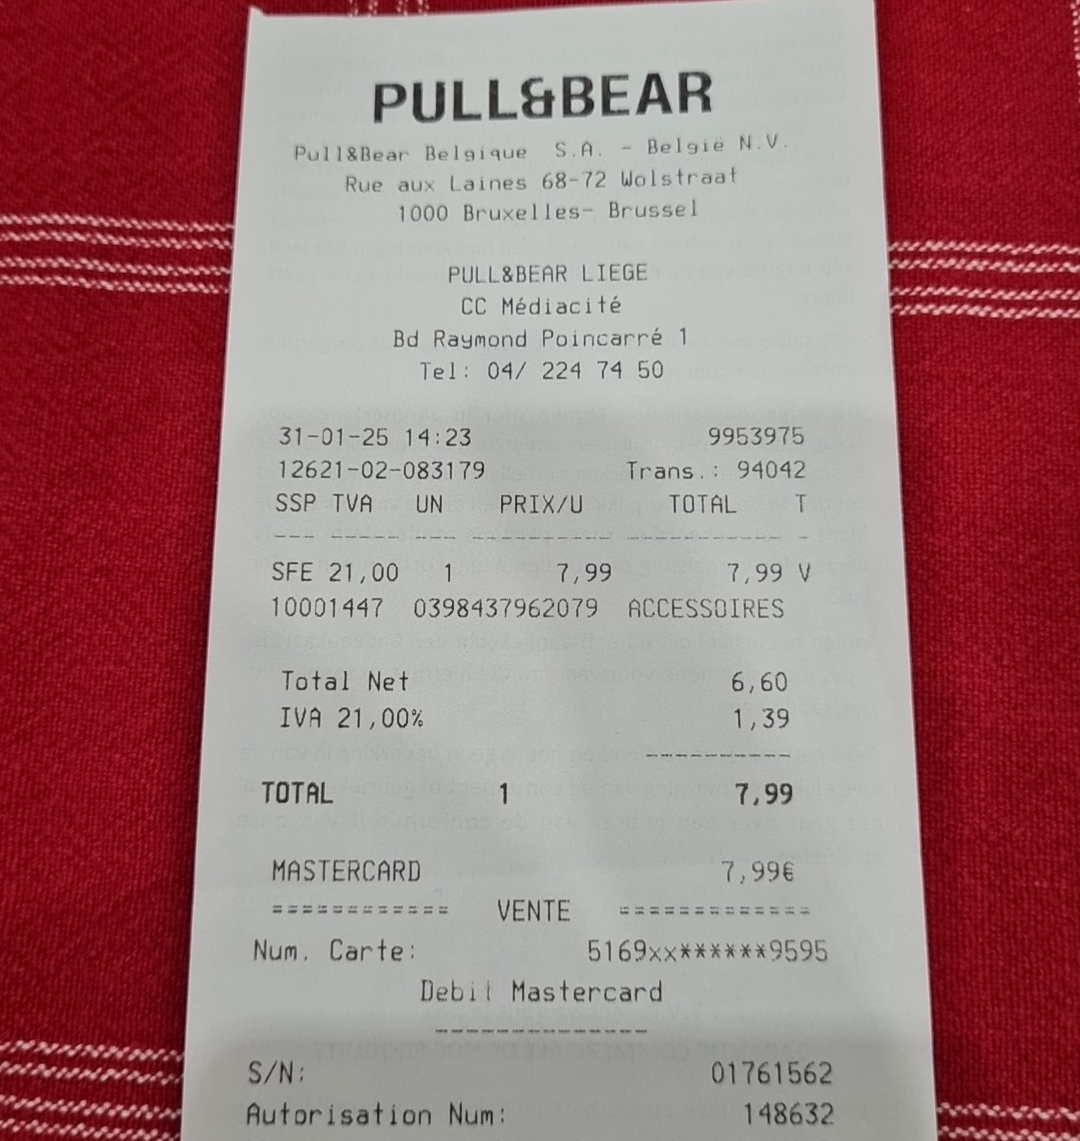 PULL&BEAR
Pull&Bear Belgique S.A. - België N.V.
Rue aux Laines 68-72 Wolstraat
1000 Bruxelles- Brussel
PULL&BEAR LIEGE
CC Médiacité
Bd Raymond Poincarré 1
Tel: 04/ 224 74 50
31-01-25 14:23 9953975
12621-02-083179 Trans.: 94042
SSP TVA UN PRIX/U TOTAL T
SFE 21,00 1 7,99 7,99 V
10001447 0398437962079 ACCESSOIRES
Total Net 6,60
IVA 21,00% 1,39
TOTAL 1 7,99
MASTERCARD 7,99€
============ VENTE =============
Num. Carte: 5169xx******9595
Debit Mastercard
--------------
S/N: 01761562
Autorisation Num: 148632